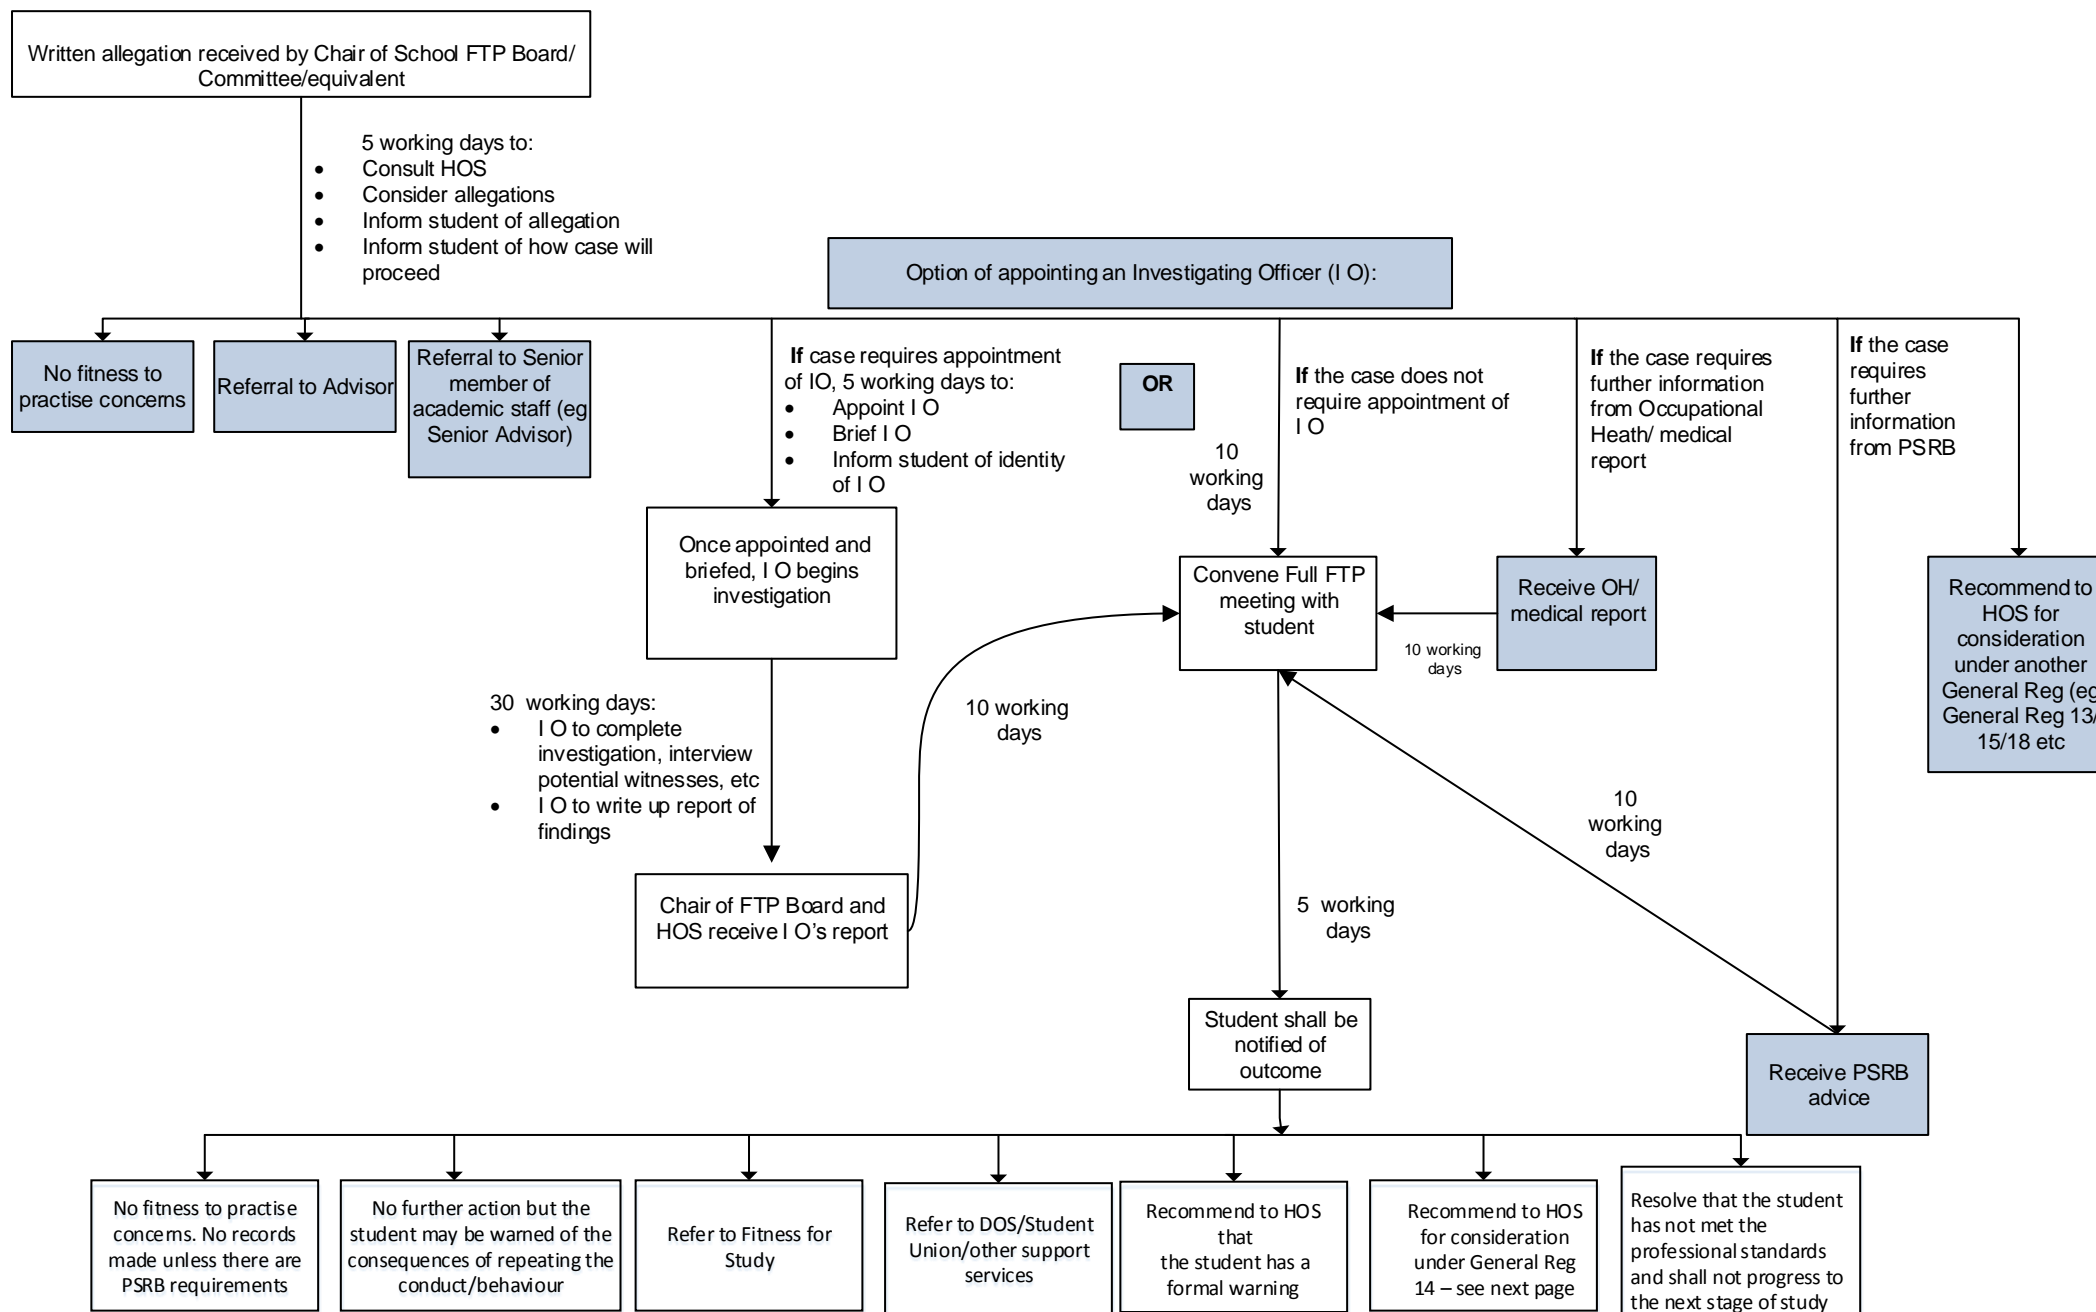 Written allegation received by Chair of School FTP Board/
Committee/equivalent
5 working days to:
• Consult HOS
• Consider allegations
• Inform student of allegation
• Inform student of how case will
proceed
Option of appointing an Investigating Officer (I O):
No fitness to
practise concerns
Referral to Advisor
Referral to Senior
member of
academic staff (eg
Senior Advisor)
If case requires appointment
of IO, 5 working days to:
• Appoint I O
• Brief I O
• Inform student of identity
of I O
OR
If the case does not
require appointment of
I O
10
working
days
If the case requires
further information
from Occupational
Heath/ medical
report
If the case
requires
further
information
from PSRB
Once appointed and
briefed, I O begins
investigation
Convene Full FTP
meeting with
student
Receive OH/
medical report
10 working
days
Recommend to
HOS for
consideration
under another
General Reg (eg
General Reg 13/
15/18 etc
30 working days:
• I O to complete
investigation, interview
potential witnesses, etc
• I O to write up report of
findings
10 working
days
10
working
days
Chair of FTP Board and
HOS receive I O's report
5 working
days
Student shall be
notified of
outcome
Receive PSRB
advice
No fitness to practise
concerns. No records
made unless there are
PSRB requirements
No further action but the
student may be warned of the
consequences of repeating the
conduct/behaviour
Refer to Fitness for
Study
Refer to DOS/Student
Union/other support
services
Recommend to HOS
that
the student has a
formal warning
Recommend to HOS
for consideration
under General Reg
14 – see next page
Resolve that the student
has not met the
professional standards
and shall not progress to
the next stage of study